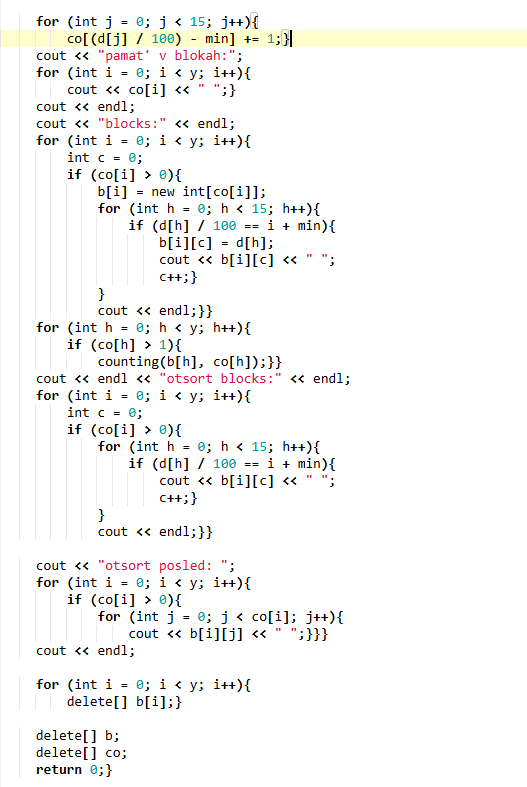 for (int j = 0; j < 15; j++){
co[(d[j] / 100) - min] += 1;}
cout << "pamat' v blokah:";
for (int i = 0; i < y; i++){
cout << co[i] << " ";}
cout << endl;
cout << "blocks:" << endl;
for (int i = 0; i < y; i++){
int c = 0;
if (co[i] > 0){
b[i] = new int[co[i]];
for (int h = 0; h < 15; h++){
if (d[h] / 100 == i + min){
b[i][c] = d[h];
cout << b[i][c] << " ";
c++;}
}
cout << endl;}}
for (int h = 0; h < y; h++){
if (co[h] > 1){
counting(b[h], co[h]);}}
cout << endl << "otsort blocks:" << endl;
for (int i = 0; i < y; i++){
int c = 0;
if (co[i] > 0){
for (int h = 0; h < 15; h++){
if (d[h] / 100 == i + min){
cout << b[i][c] << " ";
c++;}
}
cout << endl;}}
cout << "otsort posled: ";
for (int i = 0; i < y; i++){
if (co[i] > 0){
for (int j = 0; j < co[i]; j++){
cout << b[i][j] << " ";}}}
cout << endl;
for (int i = 0; i < y; i++){
delete[] b[i];}
delete[] b;
delete[] co;
return 0;}